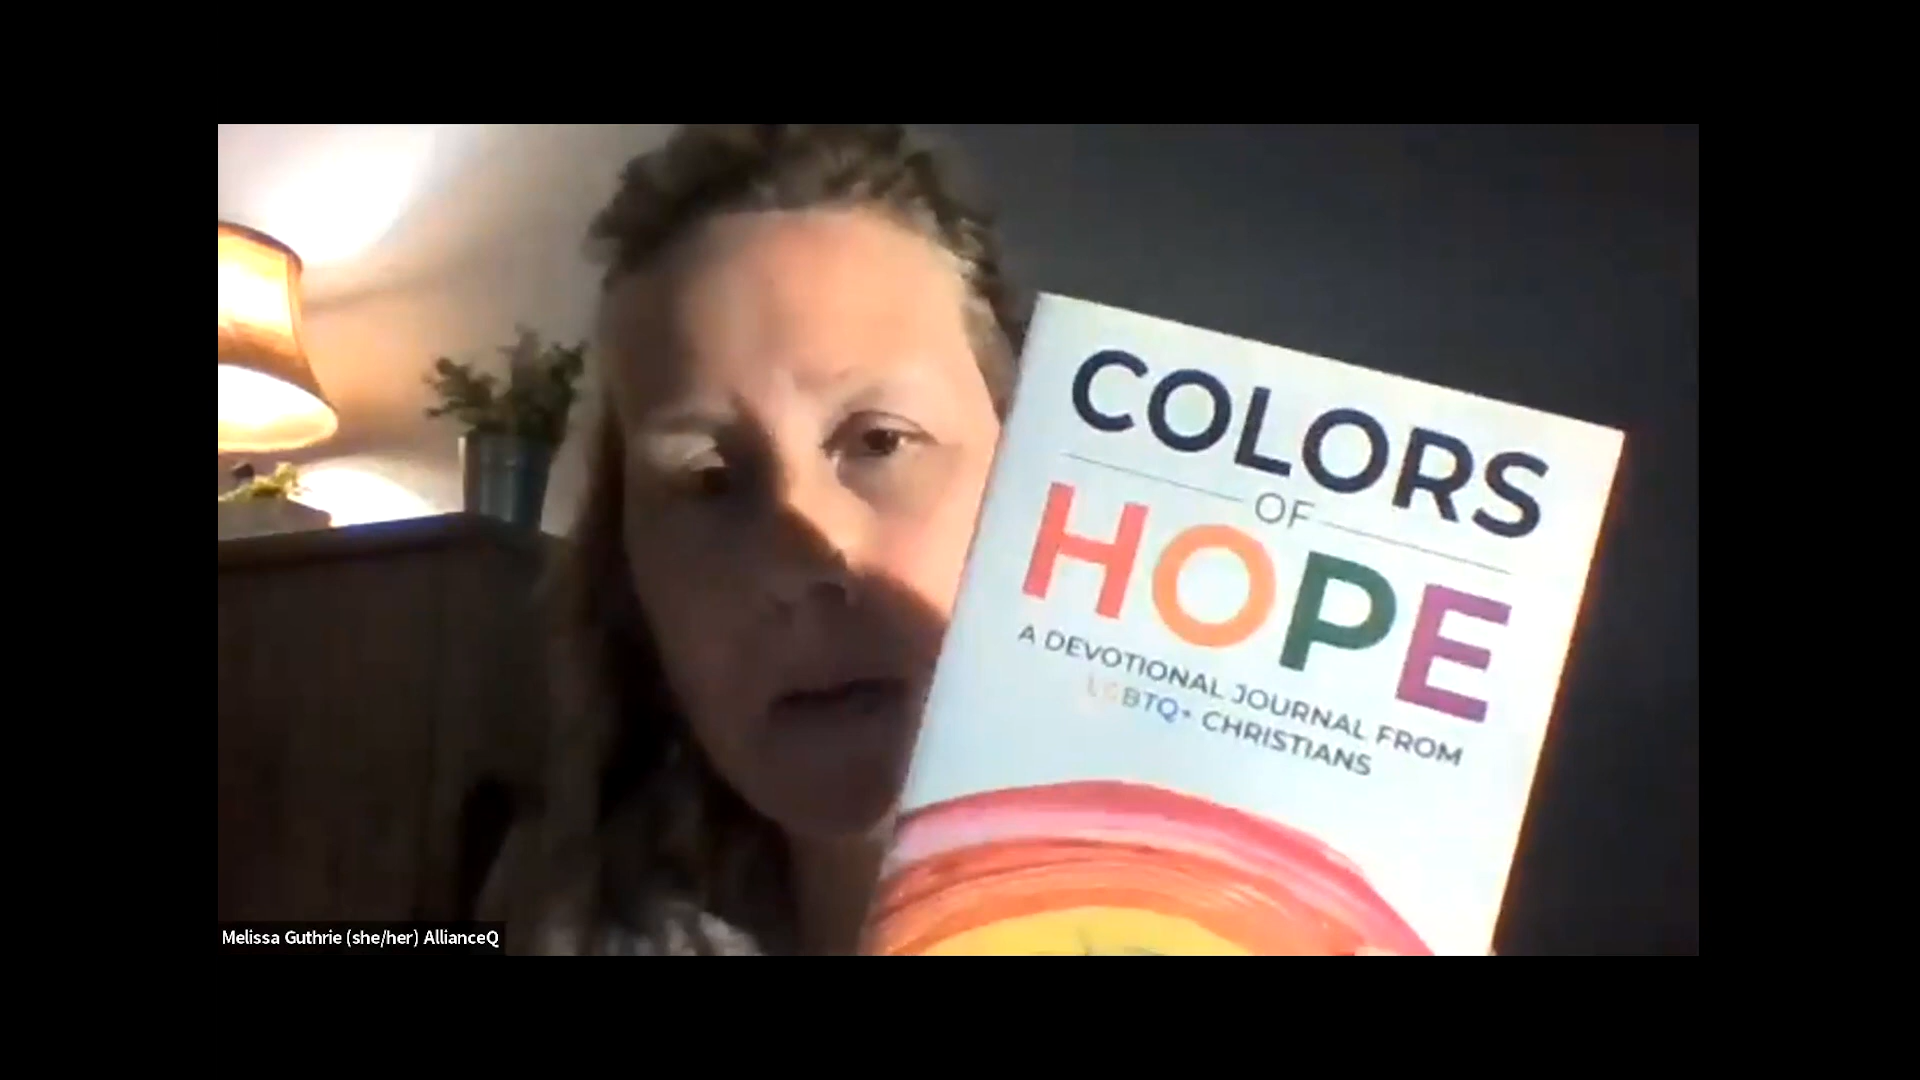 COLORS
OF
HOPE
A DEVOTIONAL JOURNAL FROM
LGBTQ+ CHRISTIANS
Melissa Guthrie (she/her) AllianceQ